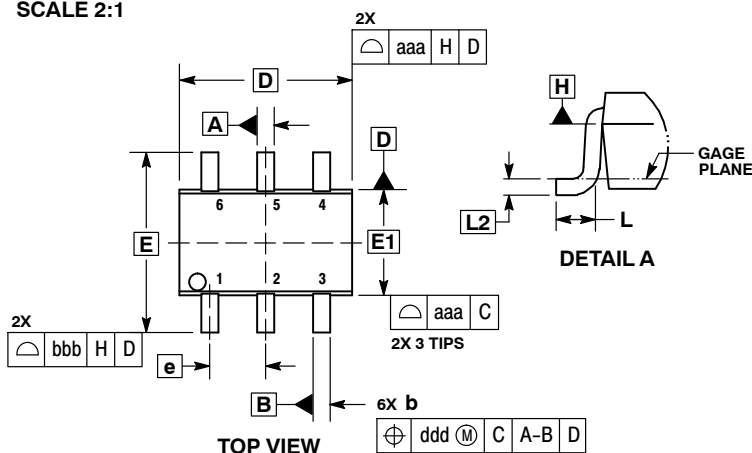 SCALE 2:1
2X
⌓ aaa H D
D
A
D
H
GAGE
PLANE
6 5 4
E
E1
L2
L
DETAIL A
1 2 3
2X
⌓ bbb H D
⌓ aaa C
2X 3 TIPS
e
B
6X b
⌖ ddd Ⓜ C A–B D
TOP VIEW